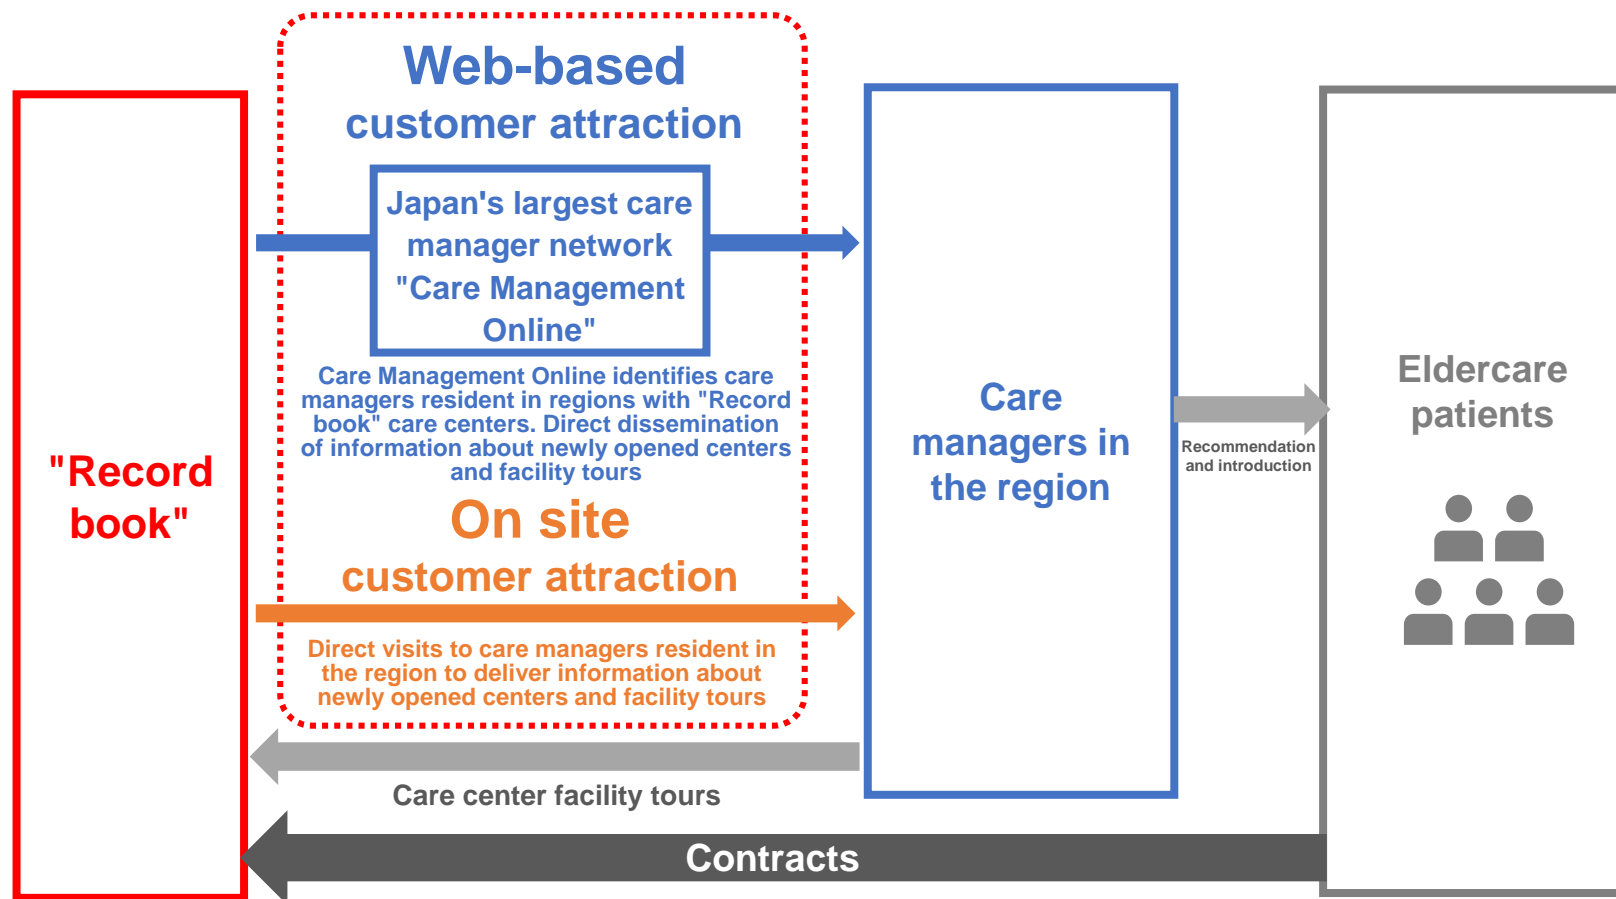 "Record
book"
Web-based
customer attraction
Japan's largest care
manager network
"Care Management
Online"
Care Management Online identifies care
managers resident in regions with "Record
book" care centers. Direct dissemination
of information about newly opened centers
and facility tours
On site
customer attraction
Direct visits to care managers resident in
the region to deliver information about
newly opened centers and facility tours
Care
managers in
the region
Recommendation
and introduction
Eldercare
patients
Care center facility tours
Contracts